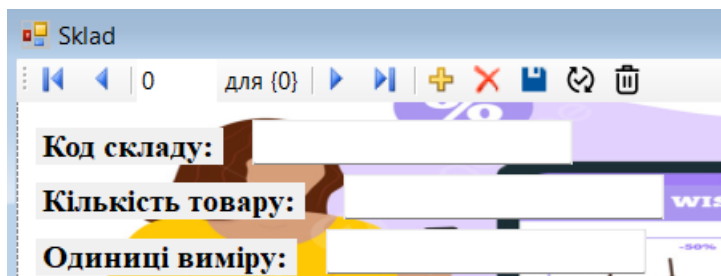 Sklad
0 для {0}
Код складу:
%
Кількість товару:
WIS
Одиниці виміру:
-50%